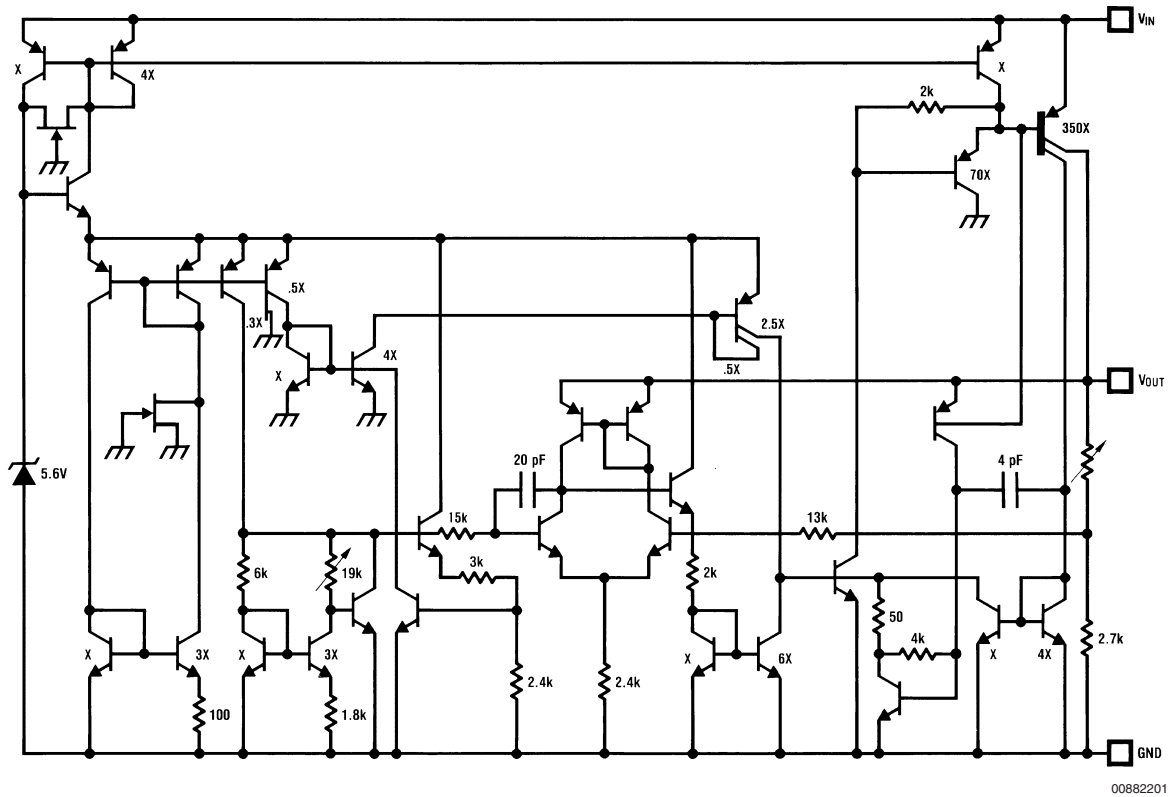 VIN
X
4X
X
2k
350X
70X
.5X
.3X
2.5X
X
4X
.5X
VOUT
5.6V
20 pF
4 pF
15k
13k
6k
19k
3k
2k
50
4k
X
3X
X
3X
X
6X
X
4X
2.7k
100
1.8k
2.4k
2.4k
GND
00882201